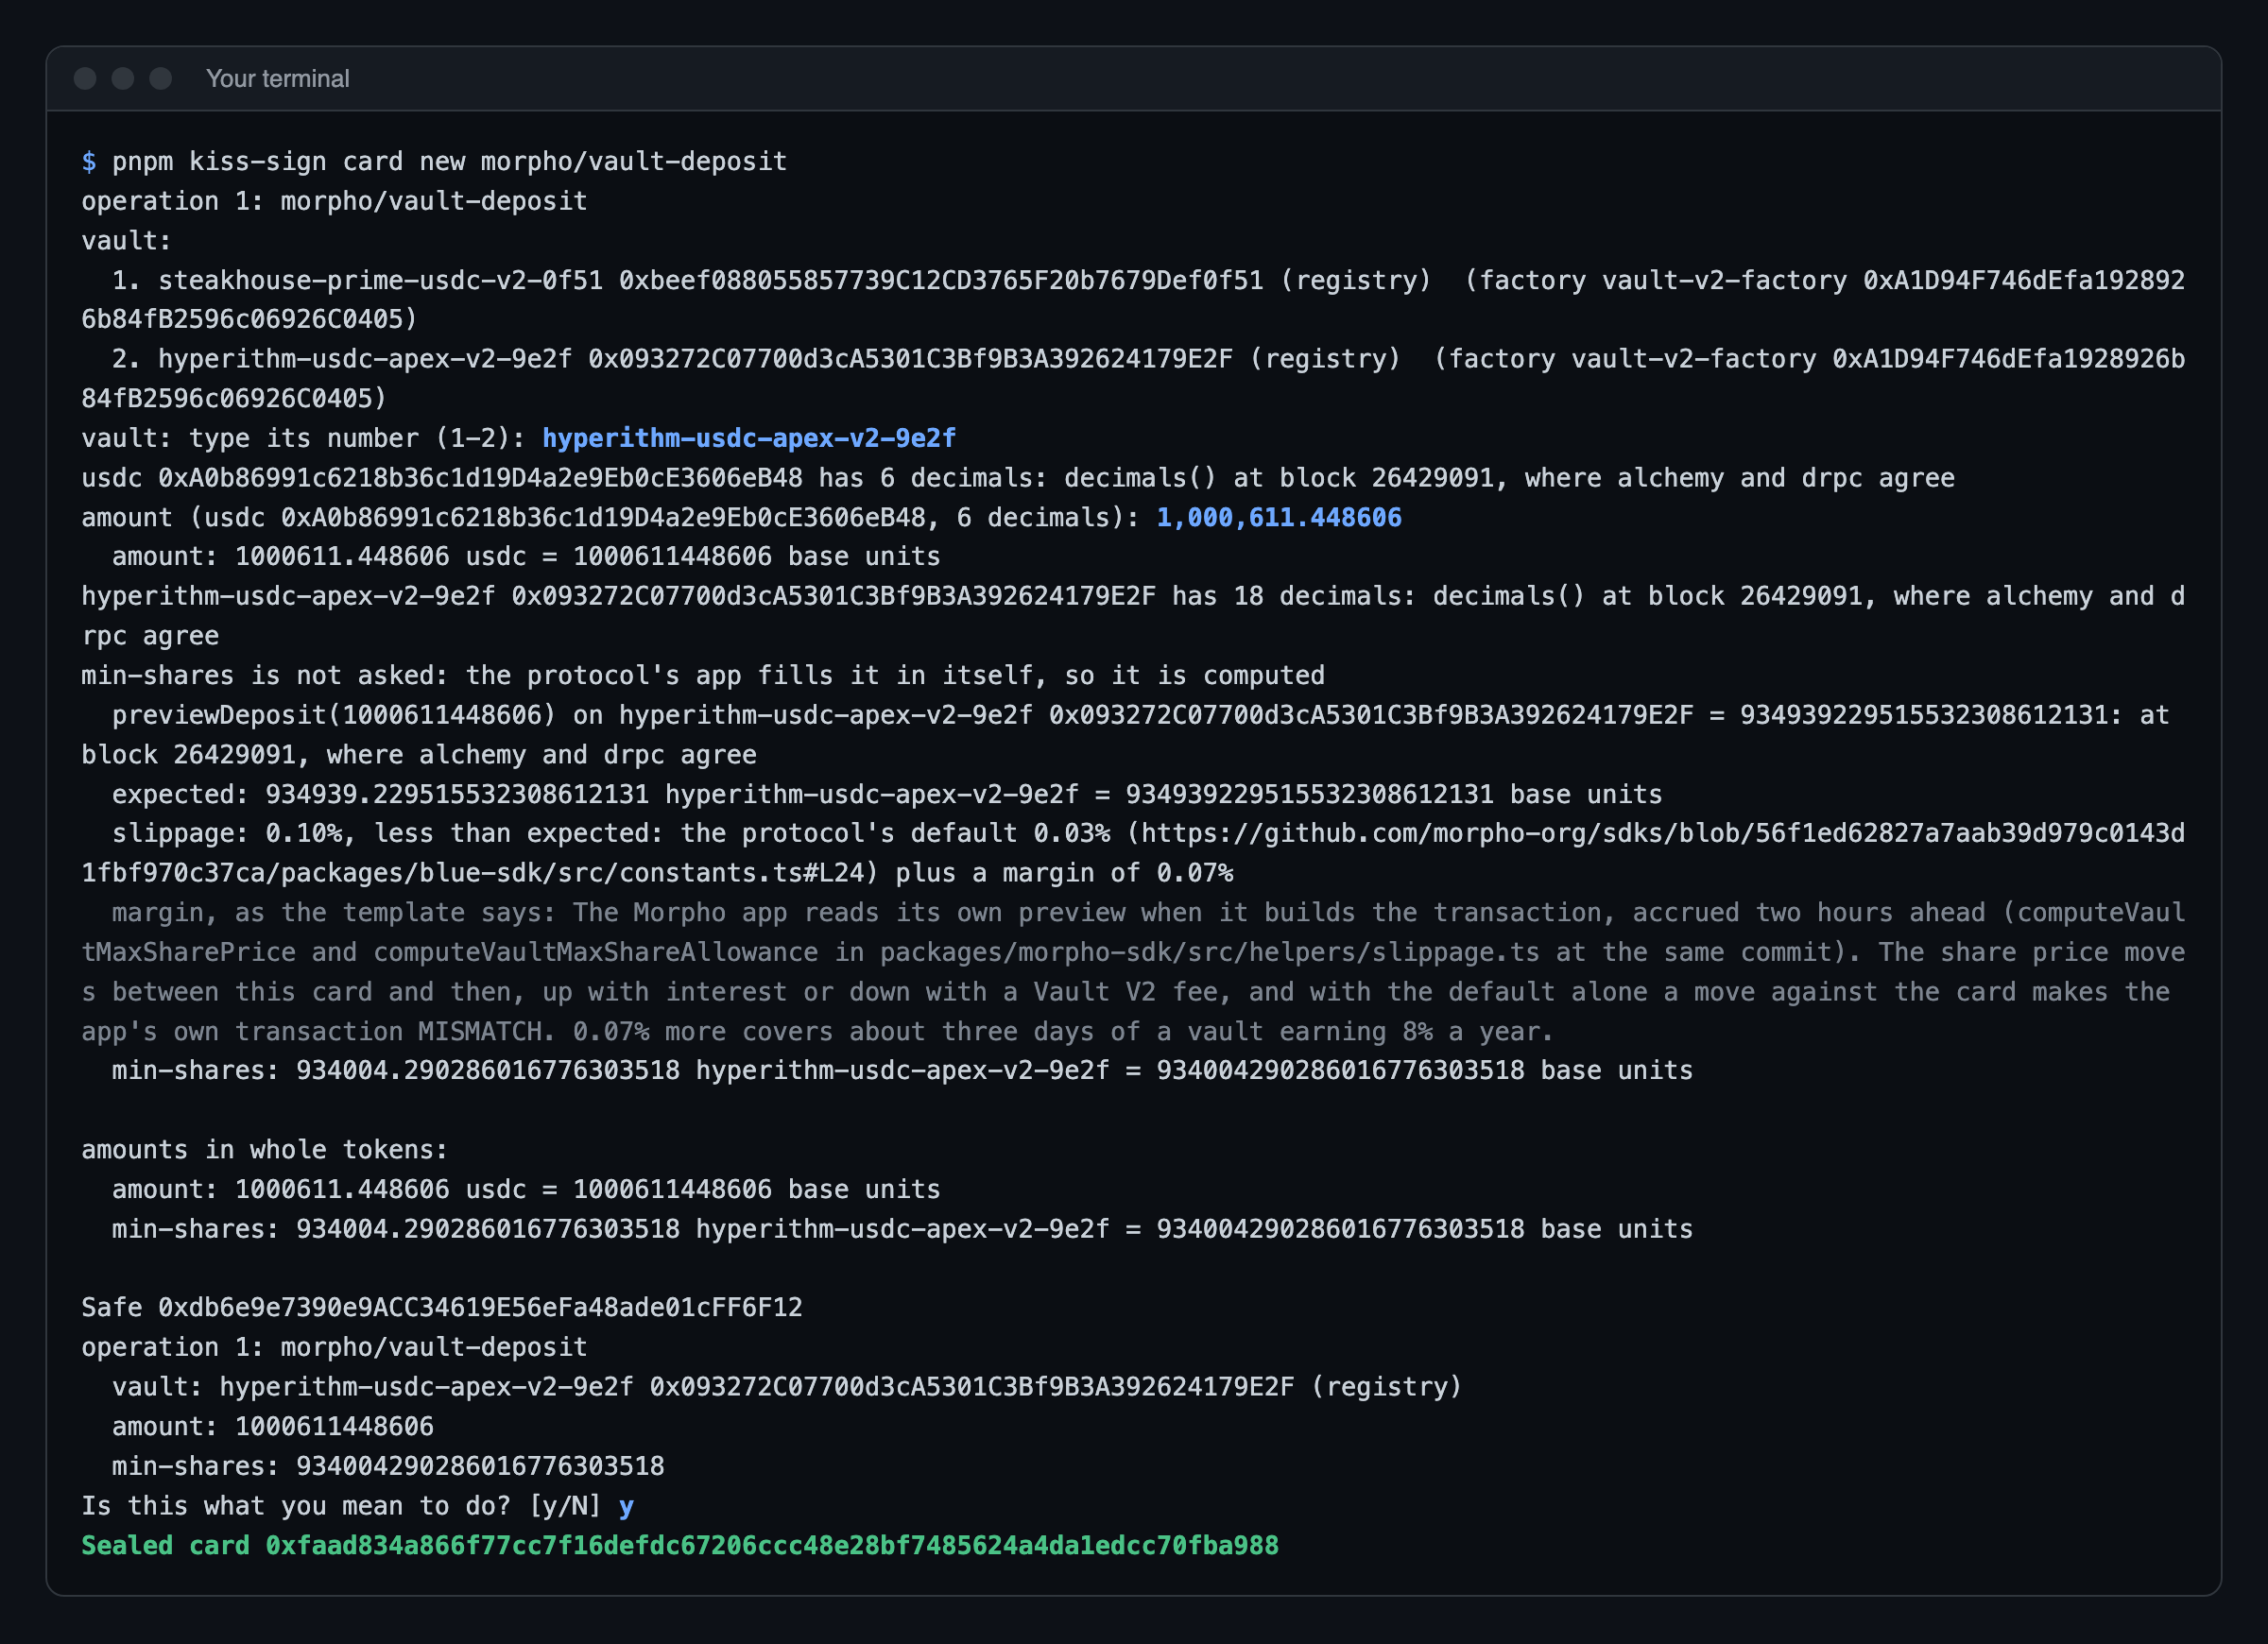 Your terminal
$ pnpm kiss-sign card new morpho/vault-deposit
operation 1: morpho/vault-deposit
vault:
  1. steakhouse-prime-usdc-v2-0f51 0xbeef088055857739C12CD3765F20b7679Def0f51 (registry)  (factory vault-v2-factory 0xA1D94F746dEfa192892
6b84fB2596c06926C0405)
  2. hyperithm-usdc-apex-v2-9e2f 0x093272C07700d3cA5301C3Bf9B3A392624179E2F (registry)  (factory vault-v2-factory 0xA1D94F746dEfa1928926b
84fB2596c06926C0405)
vault: type its number (1-2): hyperithm-usdc-apex-v2-9e2f
usdc 0xA0b86991c6218b36c1d19D4a2e9Eb0cE3606eB48 has 6 decimals: decimals() at block 26429091, where alchemy and drpc agree
amount (usdc 0xA0b86991c6218b36c1d19D4a2e9Eb0cE3606eB48, 6 decimals): 1,000,611.448606
  amount: 1000611.448606 usdc = 1000611448606 base units
hyperithm-usdc-apex-v2-9e2f 0x093272C07700d3cA5301C3Bf9B3A392624179E2F has 18 decimals: decimals() at block 26429091, where alchemy and d
rpc agree
min-shares is not asked: the protocol's app fills it in itself, so it is computed
  previewDeposit(1000611448606) on hyperithm-usdc-apex-v2-9e2f 0x093272C07700d3cA5301C3Bf9B3A392624179E2F = 934939229515532308612131: at
block 26429091, where alchemy and drpc agree
  expected: 934939.229515532308612131 hyperithm-usdc-apex-v2-9e2f = 934939229515532308612131 base units
  slippage: 0.10%, less than expected: the protocol's default 0.03% (https://github.com/morpho-org/sdks/blob/56f1ed62827a7aab39d979c0143d
1fbf970c37ca/packages/blue-sdk/src/constants.ts#L24) plus a margin of 0.07%
  margin, as the template says: The Morpho app reads its own preview when it builds the transaction, accrued two hours ahead (computeVaul
tMaxSharePrice and computeVaultMaxShareAllowance in packages/morpho-sdk/src/helpers/slippage.ts at the same commit). The share price move
s between this card and then, up with interest or down with a Vault V2 fee, and with the default alone a move against the card makes the
app's own transaction MISMATCH. 0.07% more covers about three days of a vault earning 8% a year.
  min-shares: 934004.290286016776303518 hyperithm-usdc-apex-v2-9e2f = 934004290286016776303518 base units

amounts in whole tokens:
  amount: 1000611.448606 usdc = 1000611448606 base units
  min-shares: 934004.290286016776303518 hyperithm-usdc-apex-v2-9e2f = 934004290286016776303518 base units

Safe 0xdb6e9e7390e9ACC34619E56eFa48ade01cFF6F12
operation 1: morpho/vault-deposit
  vault: hyperithm-usdc-apex-v2-9e2f 0x093272C07700d3cA5301C3Bf9B3A392624179E2F (registry)
  amount: 1000611448606
  min-shares: 934004290286016776303518
Is this what you mean to do? [y/N] y
Sealed card 0xfaad834a866f77cc7f16defdc67206ccc48e28bf7485624a4da1edcc70fba988